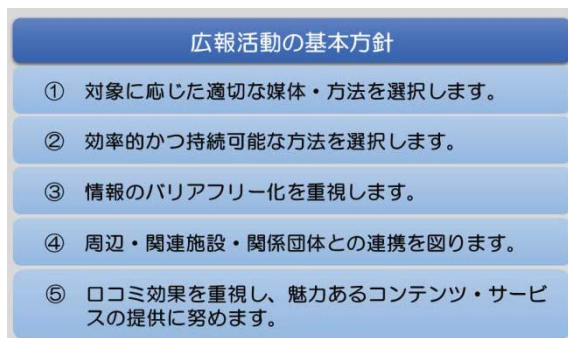 広報活動の基本方針
① 対象に応じた適切な媒体・方法を選択します。
② 効率的かつ持続可能な方法を選択します。
③ 情報のバリアフリー化を重視します。
④ 周辺・関連施設・関係団体との連携を図ります。
⑤ 口コミ効果を重視し、魅力あるコンテンツ・サービ
スの提供に努めます。